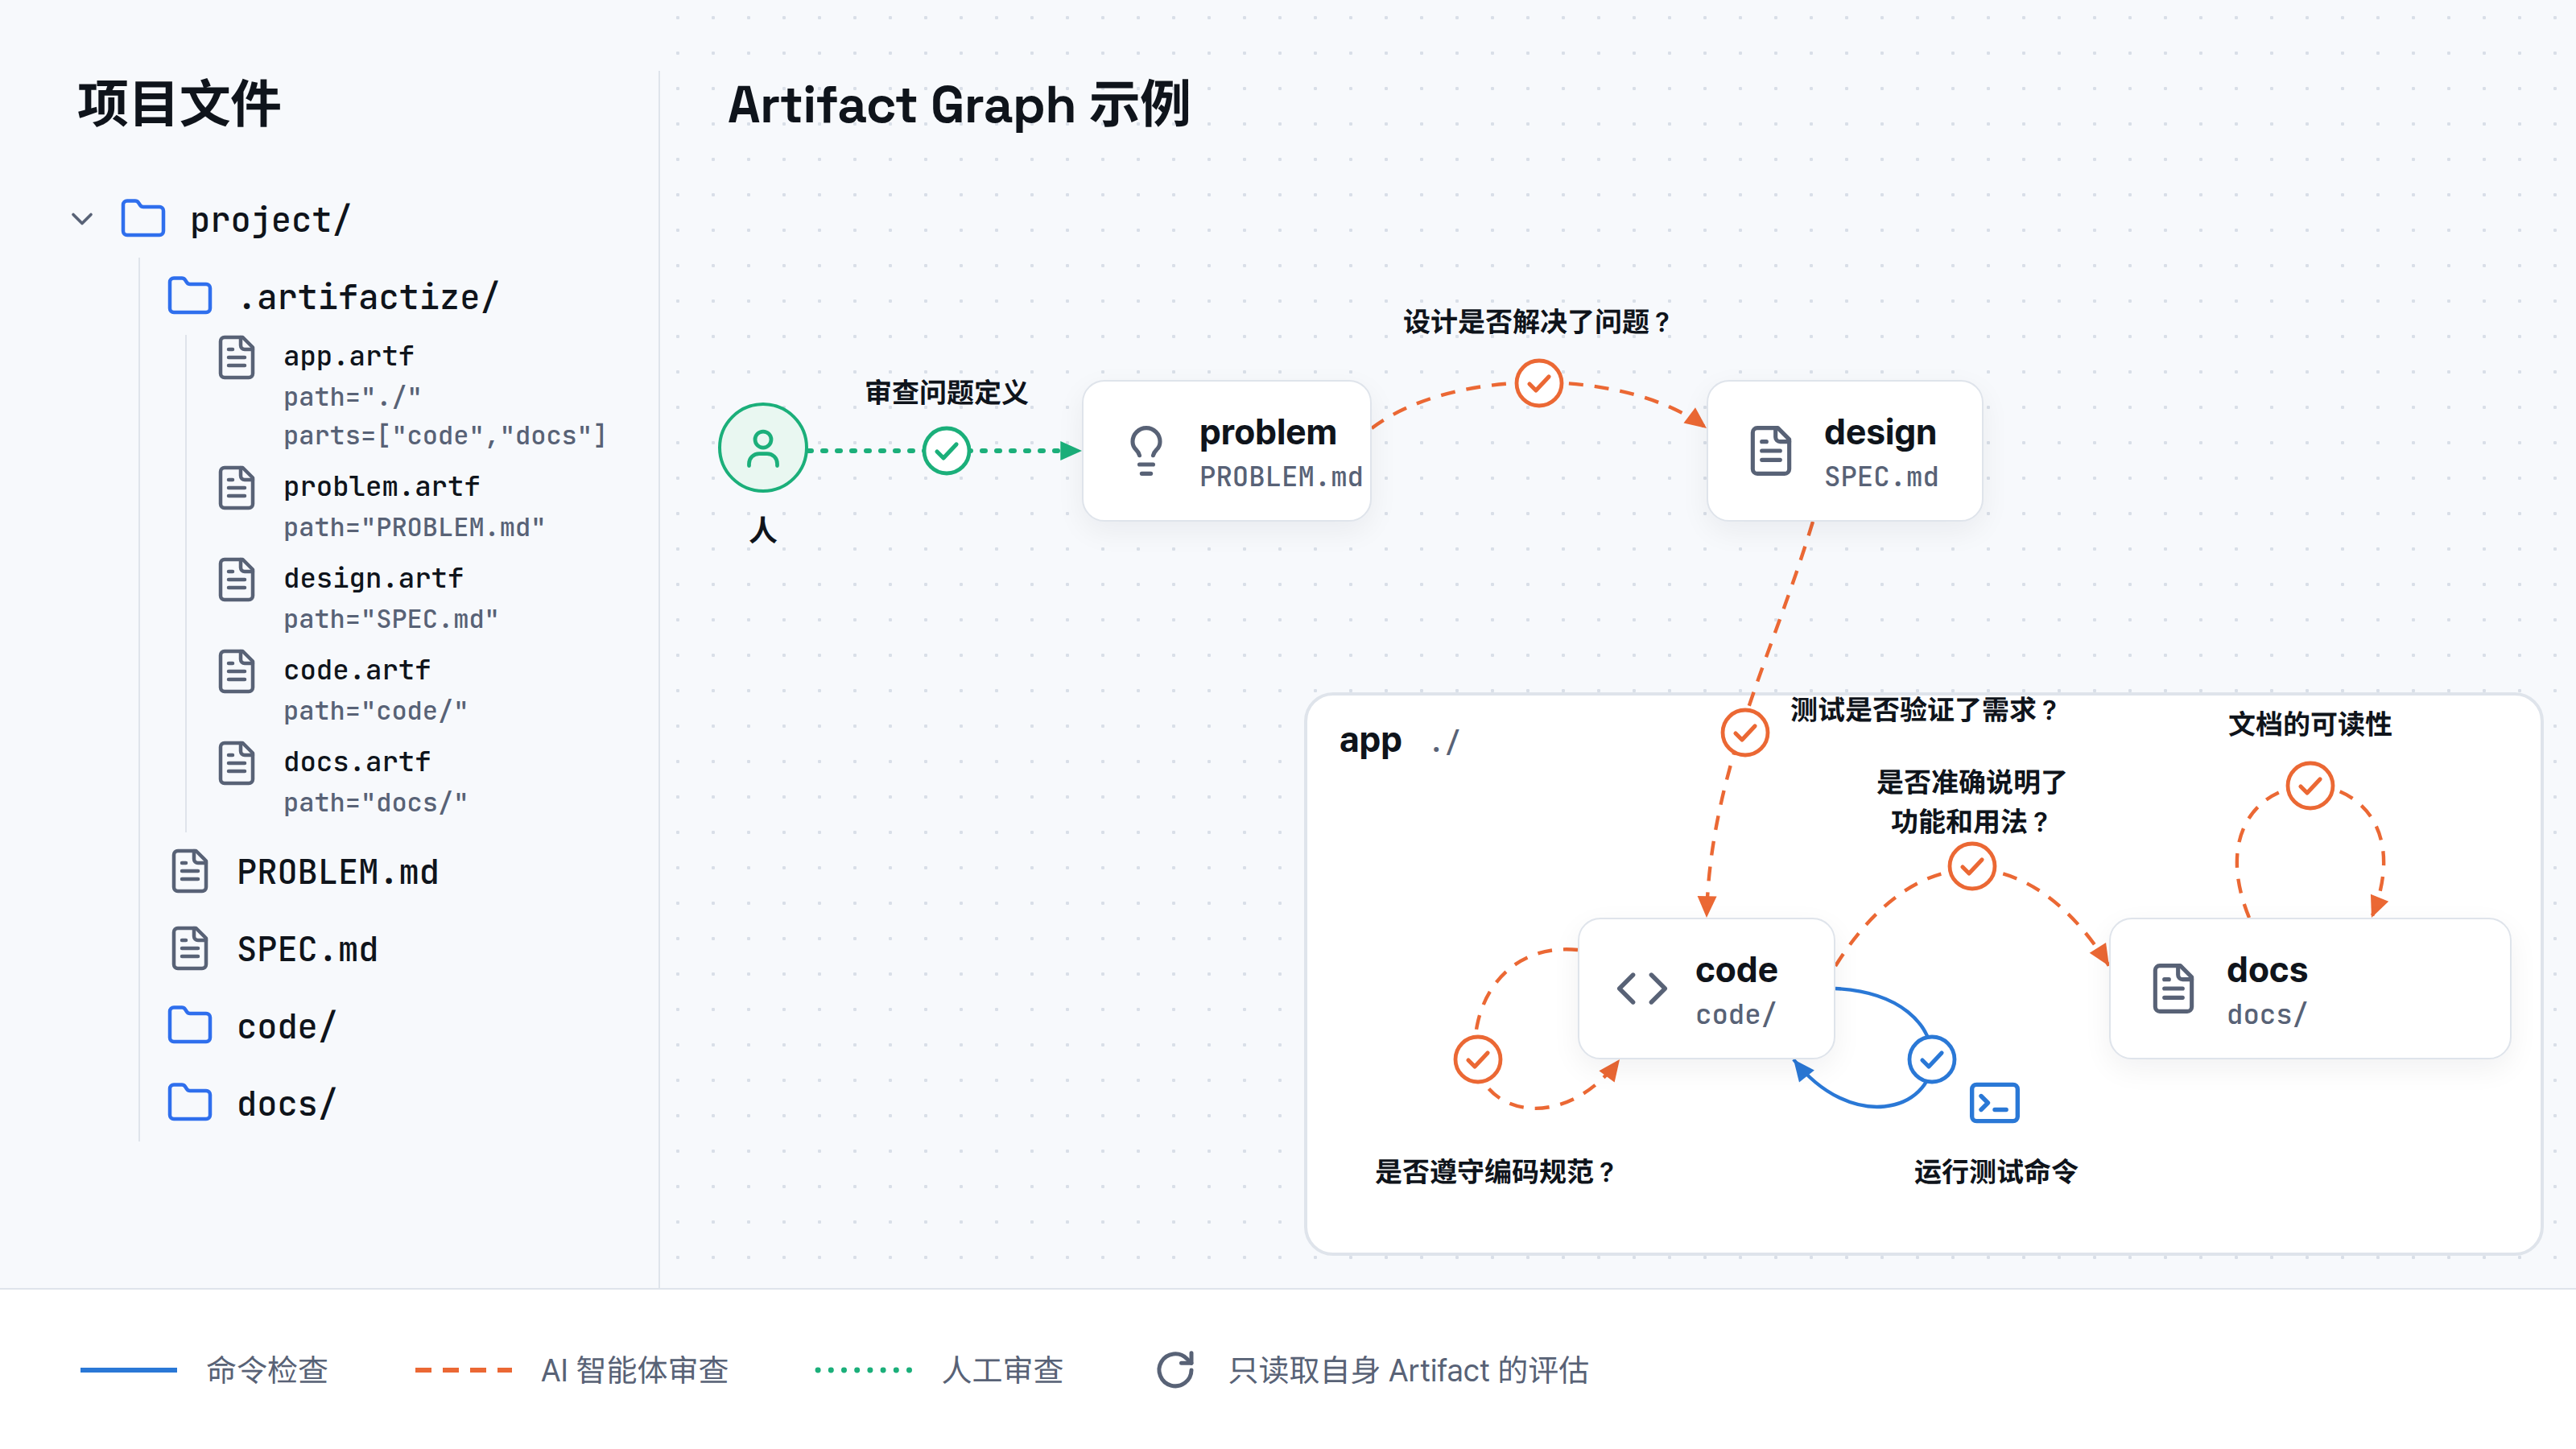 项目文件
project/
.artifactize/
app.artf
path="./"
parts=["code","docs"]
problem.artf
path="PROBLEM.md"
design.artf
path="SPEC.md"
code.artf
path="code/"
docs.artf
path="docs/"
PROBLEM.md
SPEC.md
code/
docs/
Artifact Graph 示例
人
审查问题定义
problem
PROBLEM.md
设计是否解决了问题？
design
SPEC.md
app ./
测试是否验证了需求？
是否准确说明了
功能和用法？
文档的可读性
code
code/
docs
docs/
是否遵守编码规范？
运行测试命令
命令检查
AI 智能体审查
人工审查
只读取自身 Artifact 的评估